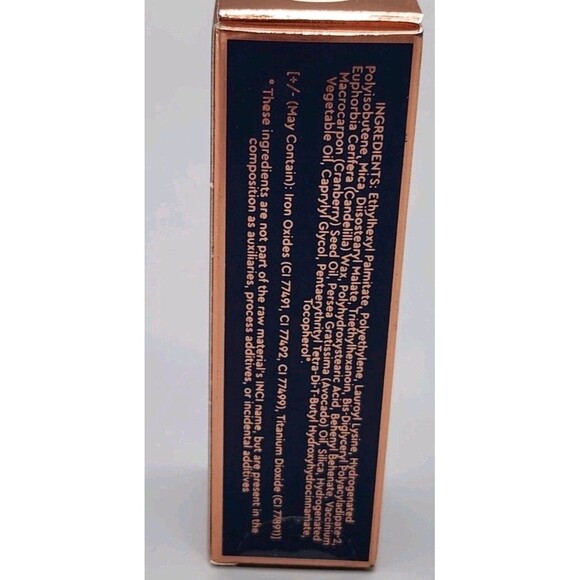 INGREDIENTS: Ethylhexyl Palmitate, Polyethylene, Lauroyl Lysine, Hydrogenated
Polyisobutene, Mica, Diisostearyl Malate, Triethylhexanoin, Bis-Diglyceryl Polyacyladipate-2,
Euphorbia Cerifera (Candelilla) Wax, Polyhydroxystearic Acid, Behenyl Behenate, Vaccinium
Macrocarpon (Cranberry) Seed Oil, Persea Gratissima (Avocado) Oil, Silica, Hydrogenated
Vegetable Oil, Caprylyl Glycol, Pentaerythrityl Tetra-Di-T-Butyl Hydroxyhydrocinnamate,
Tocopherol*.
[+/- (May Contain): Iron Oxides (CI 77491, CI 77492, CI 77499), Titanium Dioxide (CI 77891)]
*These ingredients are not part of the raw material's INCI name, but are present in the
composition as auxiliaries, process additives, or incidental additives